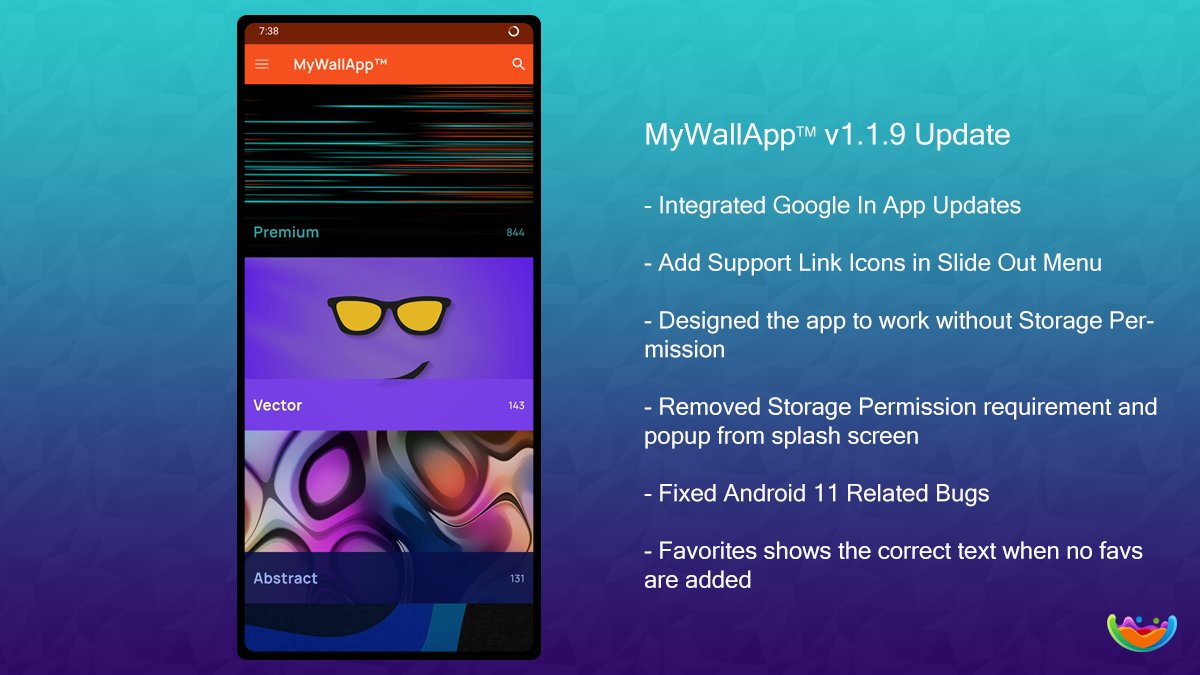 7:38
MyWallApp™
Premium 844
Vector 143
Abstract 131
MyWallApp™ v1.1.9 Update
- Integrated Google In App Updates
- Add Support Link Icons in Slide Out Menu
- Designed the app to work without Storage Per-
mission
- Removed Storage Permission requirement and
popup from splash screen
- Fixed Android 11 Related Bugs
- Favorites shows the correct text when no favs
are added